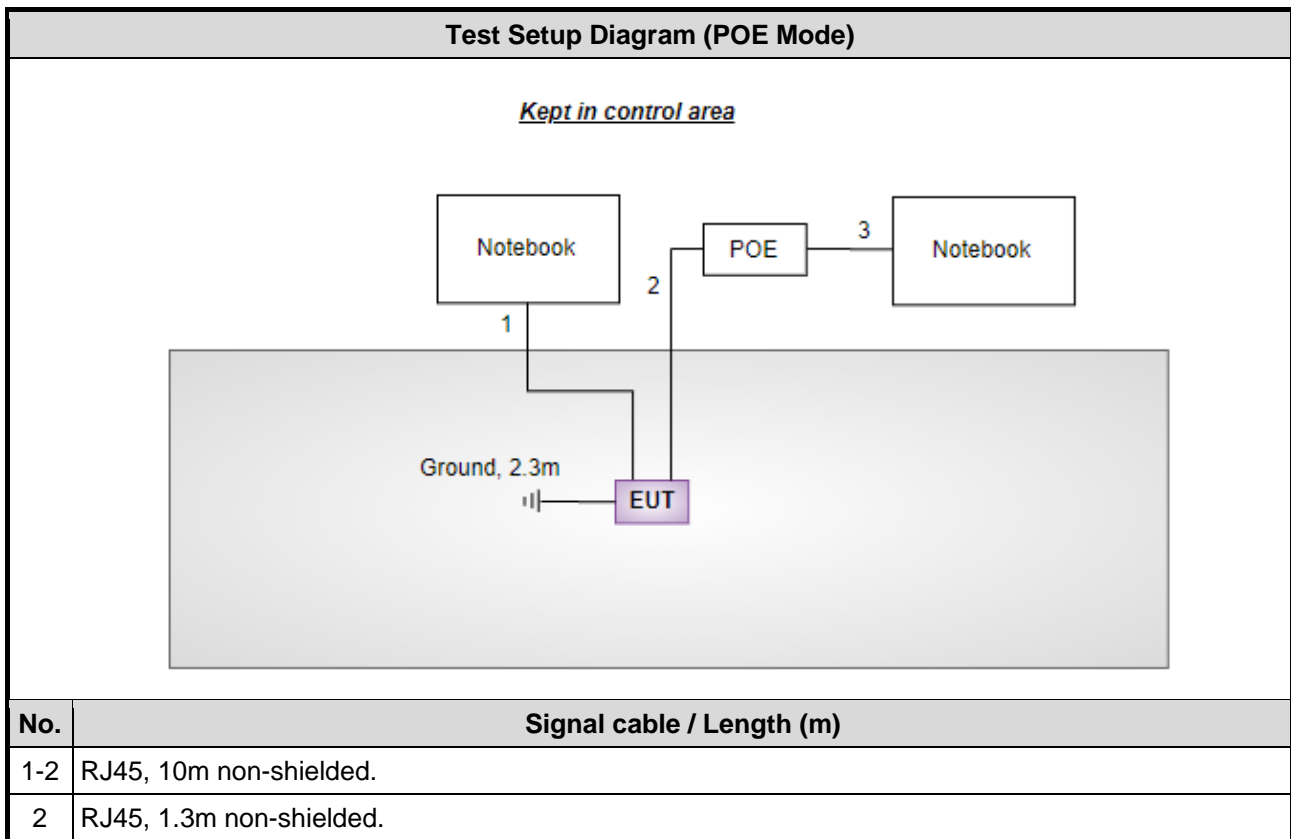 Test Setup Diagram (POE Mode)
Kept in control area
Notebook
POE
3
Notebook
2
1
Ground, 2.3m
EUT
No. Signal cable / Length (m)
1-2 RJ45, 10m non-shielded.
2 RJ45, 1.3m non-shielded.